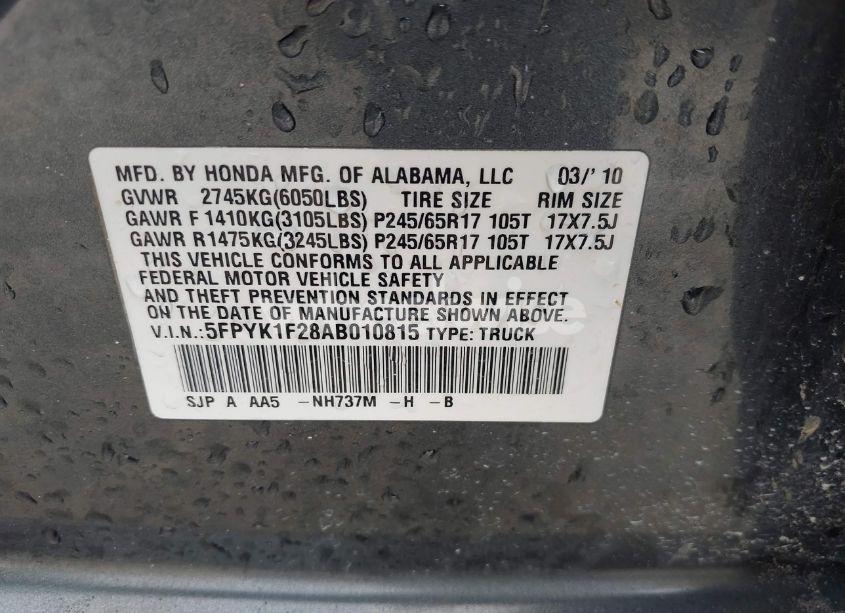 MFD. BY HONDA MFG. OF ALABAMA, LLC 03/' 10
GVWR 2745KG(6050LBS) TIRE SIZE RIM SIZE
GAWR F 1410KG(3105LBS) P245/65R17 105T 17X7.5J
GAWR R1475KG(3245LBS) P245/65R17 105T 17X7.5J
THIS VEHICLE CONFORMS TO ALL APPLICABLE
FEDERAL MOTOR VEHICLE SAFETY
AND THEFT PREVENTION STANDARDS IN EFFECT
ON THE DATE OF MANUFACTURE SHOWN ABOVE.
V.I.N.:5FPYK1F28AB010815 TYPE: TRUCK
SJP A AA5 -NH737M -H -B